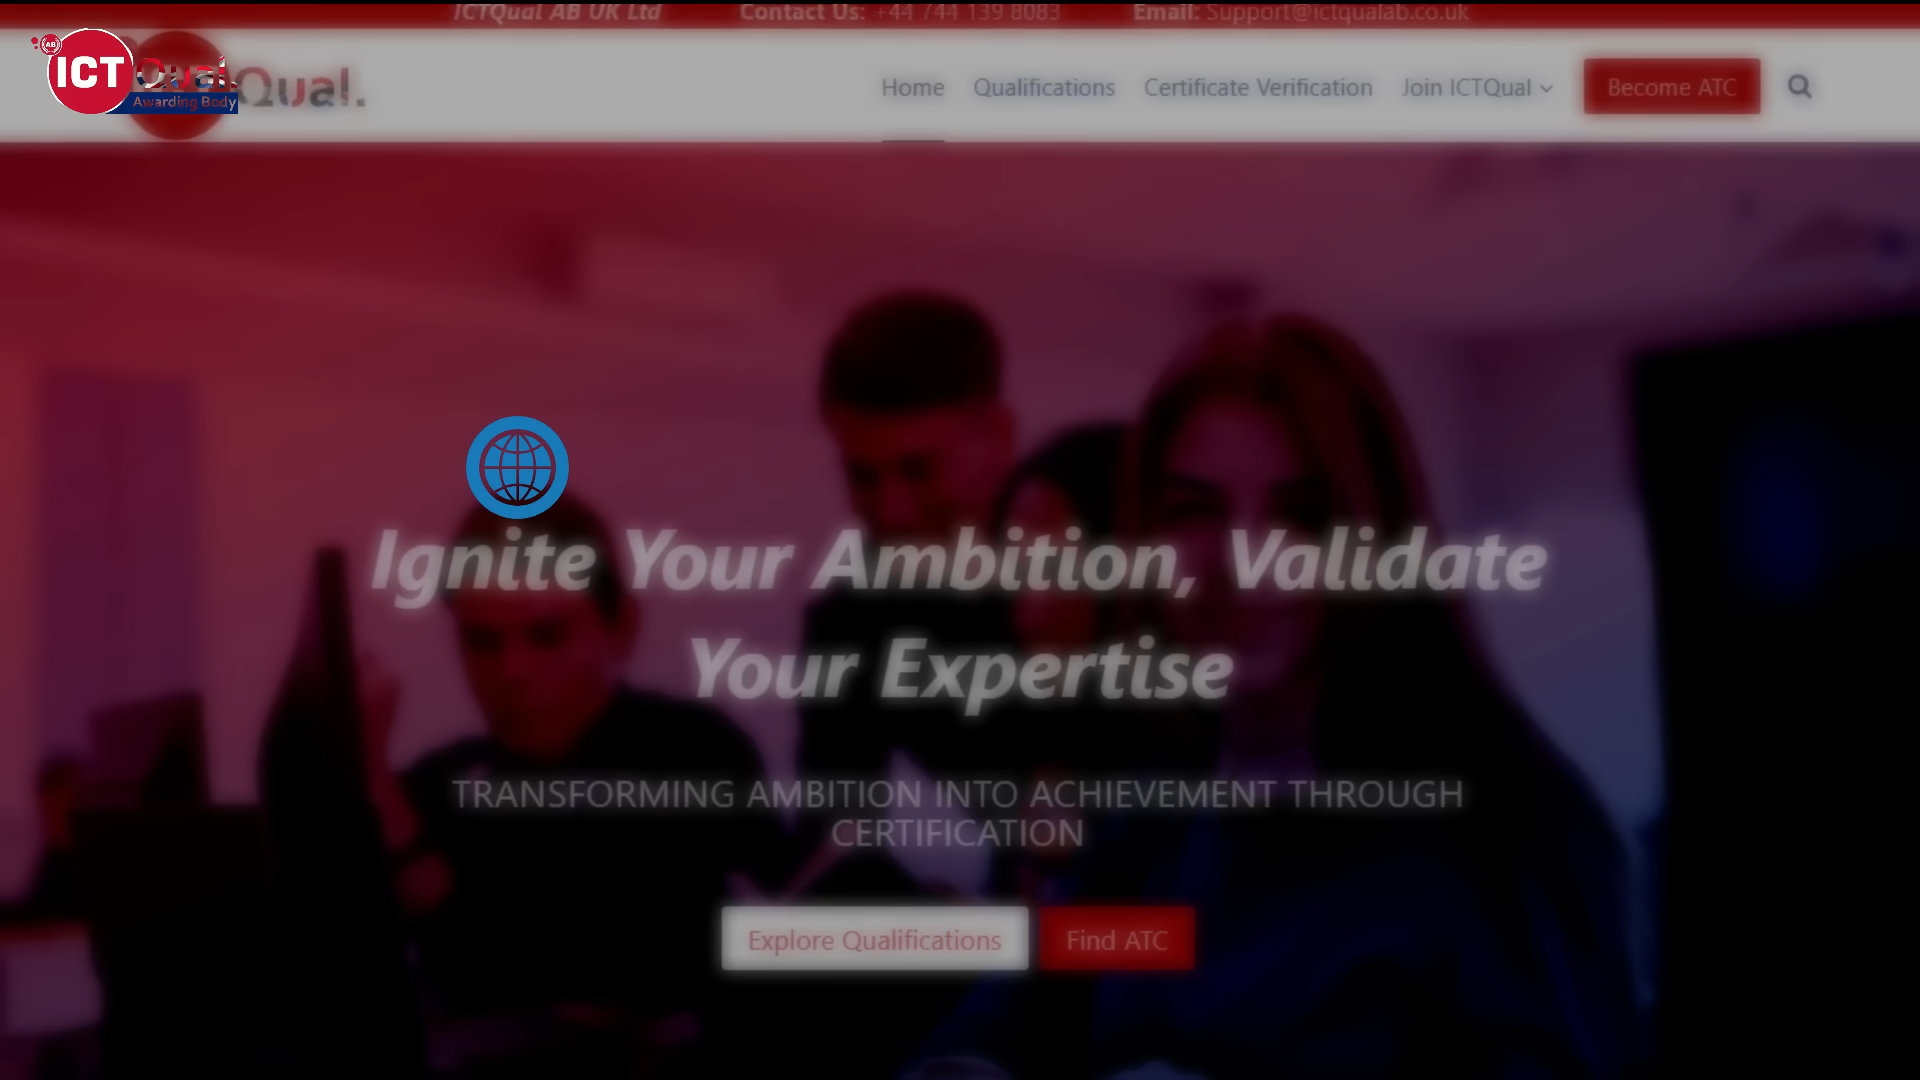 ICTQual AB UK Ltd Contact Us: +44 744 139 8083 Email: Support@ictqualab.co.uk
AB
ICT Qual.
Awarding Body
Qual.
Home Qualifications Certificate Verification Join ICTQual Become ATC
Ignite Your Ambition, Validate
Your Expertise
TRANSFORMING AMBITION INTO ACHIEVEMENT THROUGH
CERTIFICATION
Explore Qualifications Find ATC